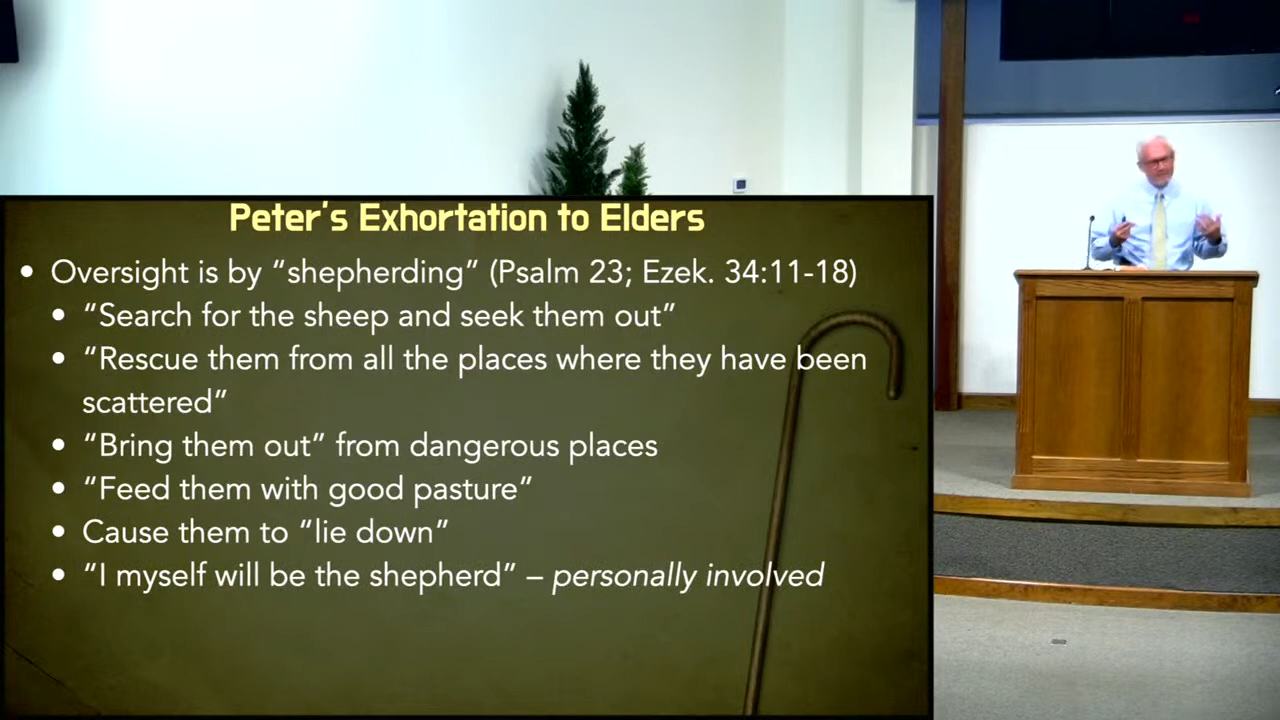 Peter's Exhortation to Elders
• Oversight is by “shepherding” (Psalm 23; Ezek. 34:11-18)
• “Search for the sheep and seek them out”
• “Rescue them from all the places where they have been
scattered”
• “Bring them out” from dangerous places
• “Feed them with good pasture”
• Cause them to “lie down”
• “I myself will be the shepherd” – personally involved